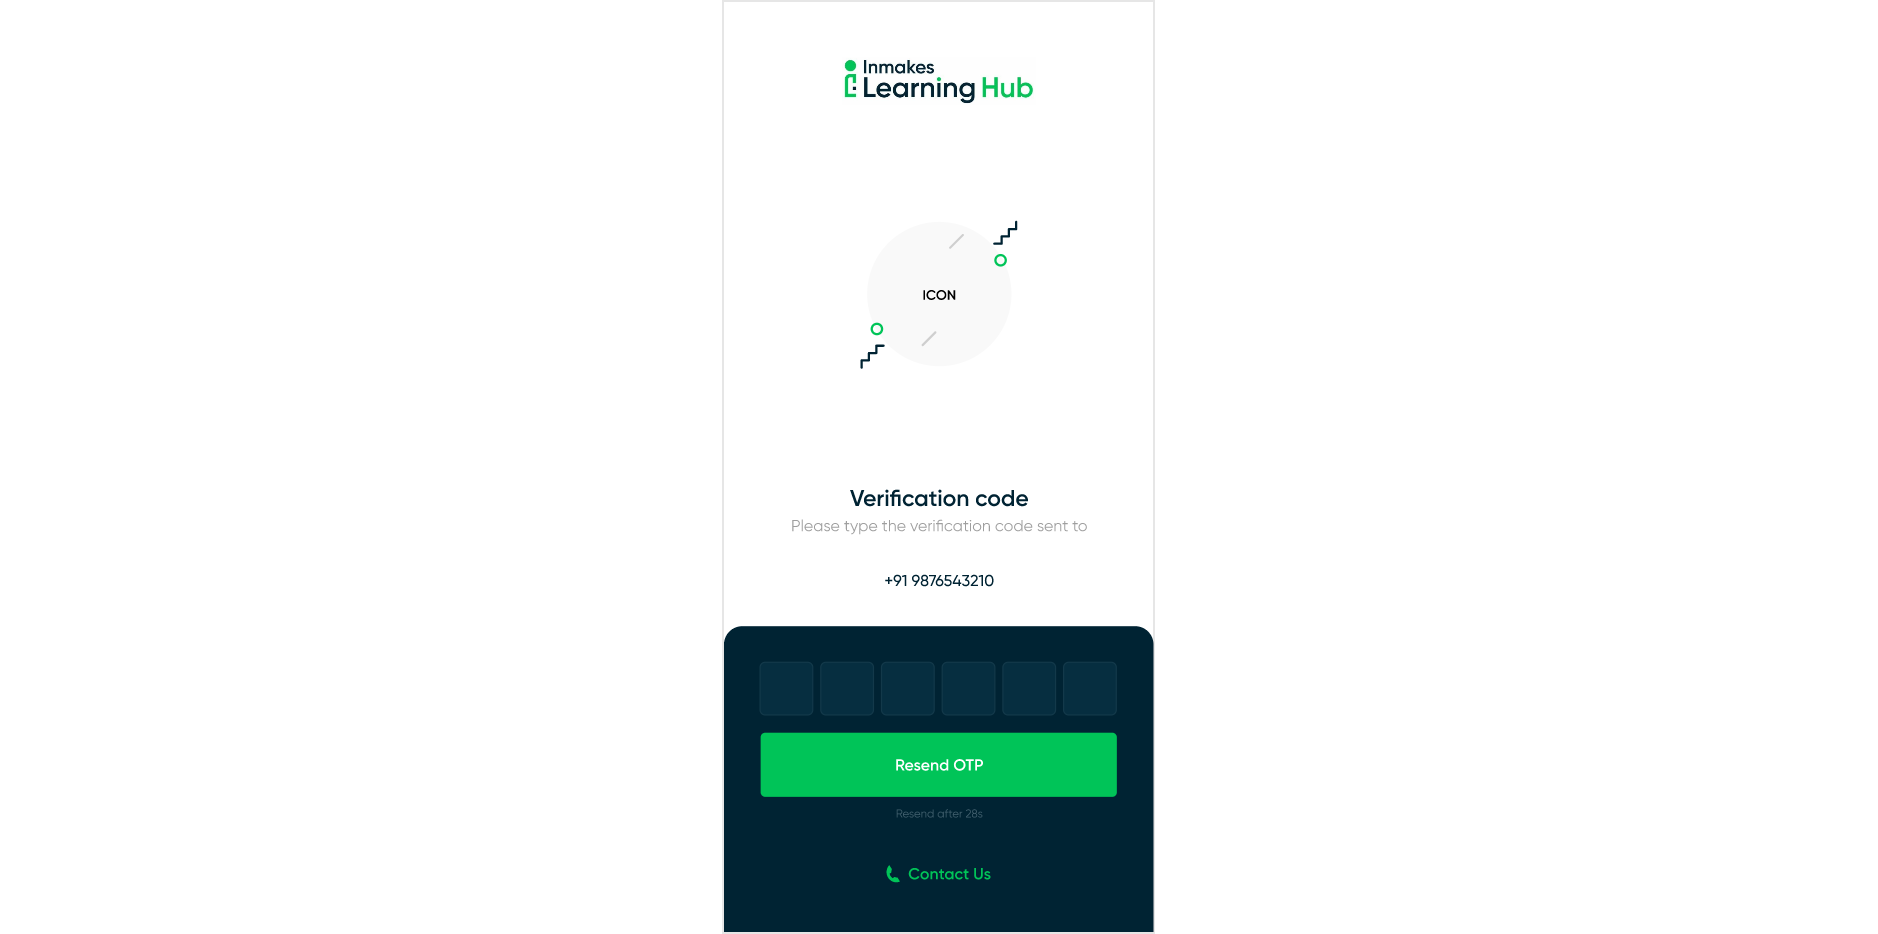 Inmakes
Learning Hub
ICON
Verification code
Please type the verification code sent to
+91 9876543210
Resend OTP
Resend after 28s
Contact Us